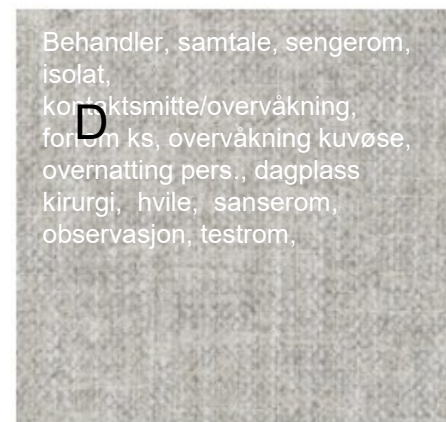 Behandler, samtale, sengerom,
isolat,
kontaktsmitte/overvåkning,
D
forrom ks, overvåkning kuvøse,
overnatting pers., dagplass
kirurgi, hvile, sanserom,
observasjon, testrom,